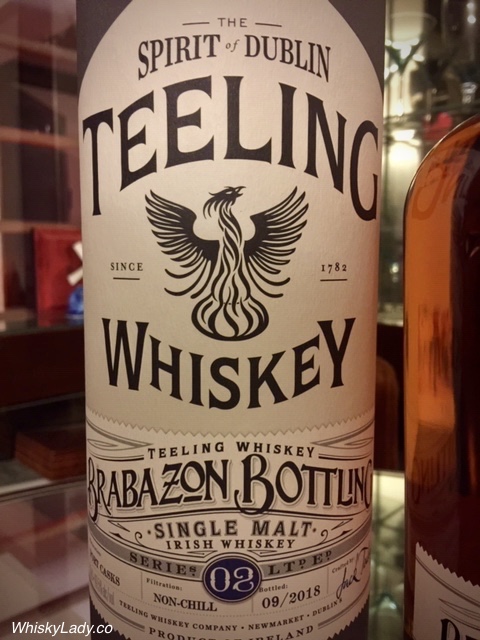 THE
SPIRIT of DUBLIN
TEELING
SINCE 1782
WHISKEY
TEELING WHISKEY
BRABAZON BOTTLING
SINGLE MALT
IRISH WHISKEY
SERIES 02 LTD ED
CASKS
Filtration:
NON-CHILL
Bottled:
09/2018
TEELING WHISKEY COMPANY • NEWMARKET • DUBLIN
PRODUCT OF IRELAND
WhiskyLady.co